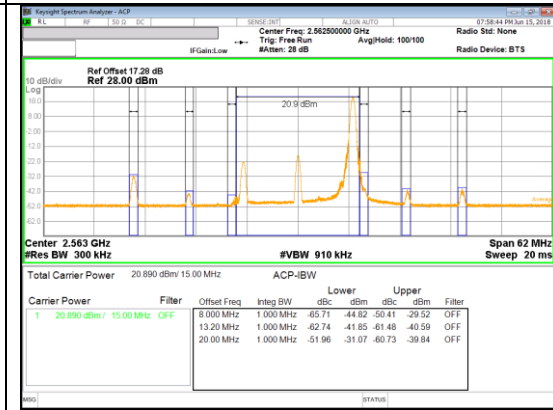 Keysight Spectrum Analyzer - ACP
RL RF 50 Ω DC SENSE:INT ALIGN AUTO 07:58:44 PM Jun 15, 2018
Center Freq: 2.562500000 GHz Radio Std: None
Trig: Free Run Avg|Hold: 100/100
IFGain:Low #Atten: 28 dB Radio Device: BTS
Ref Offset 17.28 dB
10 dB/div Ref 28.00 dBm
Log
18.0
8.00
-2.00
-12.0
-22.0
-32.0
-42.0
-52.0
-62.0
20.9 dBm
Average
Center 2.563 GHz Span 62 MHz
#Res BW 300 kHz #VBW 910 kHz Sweep 20 ms
Total Carrier Power 20.890 dBm/ 15.00 MHz ACP-IBW
Lower Upper
Carrier Power Filter Offset Freq Integ BW dBc dBm dBc dBm Filter
1 20.890 dBm / 15.00 MHz OFF 8.000 MHz 1.000 MHz -65.71 -44.82 -50.41 -29.52 OFF
13.20 MHz 1.000 MHz -62.74 -41.85 -61.48 -40.59 OFF
20.00 MHz 1.000 MHz -51.96 -31.07 -60.73 -39.84 OFF
MSG STATUS